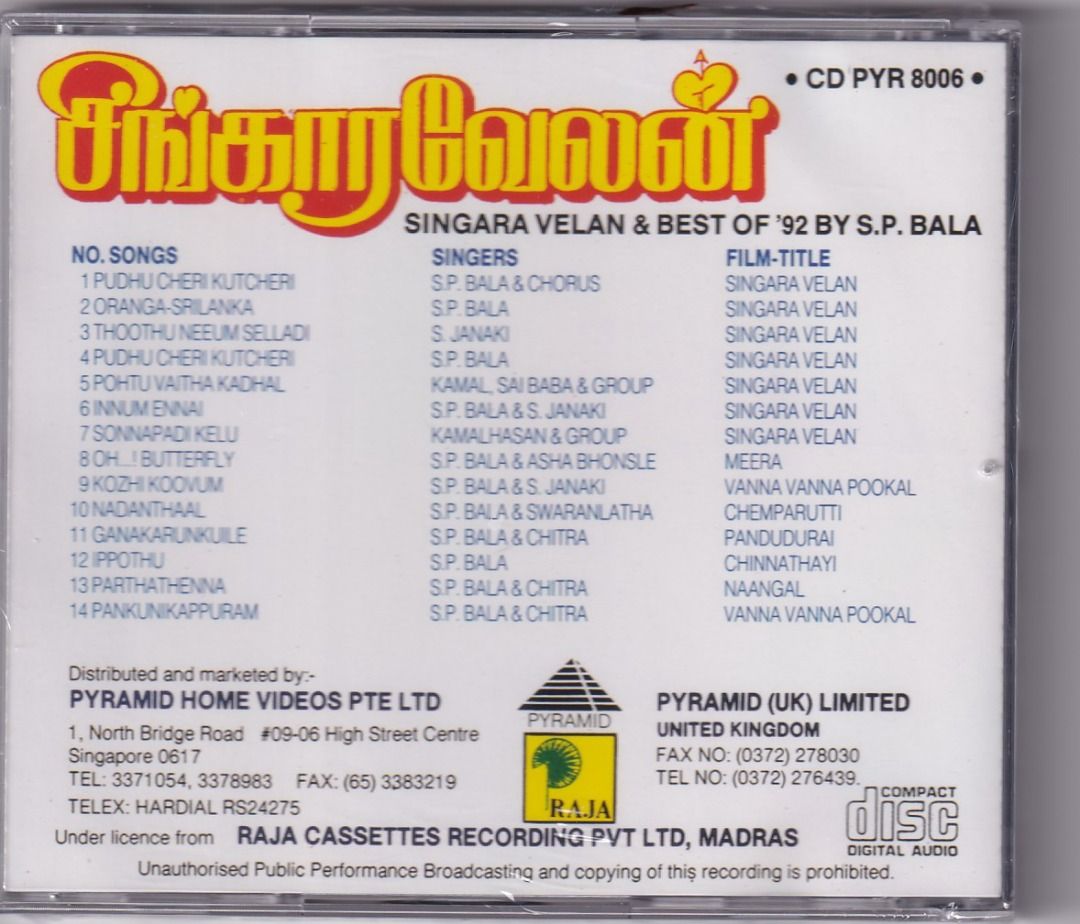 சிங்காரவேலன்
• CD PYR 8006 •
SINGARA VELAN & BEST OF '92 BY S.P. BALA
NO. SONGS SINGERS FILM-TITLE
1 PUDHU CHERI KUTCHERI S.P. BALA & CHORUS SINGARA VELAN
2 ORANGA-SRILANKA S.P. BALA SINGARA VELAN
3 THOOTHU NEEUM SELLADI S. JANAKI SINGARA VELAN
4 PUDHU CHERI KUTCHERI S.P. BALA SINGARA VELAN
5 POHTU VAITHA KADHAL KAMAL, SAI BABA & GROUP SINGARA VELAN
6 INNUM ENNAI S.P. BALA & S. JANAKI SINGARA VELAN
7 SONNAPADI KELU KAMALHASAN & GROUP SINGARA VELAN
8 OH...! BUTTERFLY S.P. BALA & ASHA BHONSLE MEERA
9 KOZHI KOOVUM S.P. BALA & S. JANAKI VANNA VANNA POOKAL
10 NADANTHAAL S.P. BALA & SWARANLATHA CHEMPARUTTI
11 GANAKARUNKUILE S.P. BALA & CHITRA PANDUDURAI
12 IPPOTHU S.P. BALA CHINNATHAYI
13 PARTHATHENNA S.P. BALA & CHITRA NAANGAL
14 PANKUNIKAPPURAM S.P. BALA & CHITRA VANNA VANNA POOKAL
Distributed and marketed by:-
PYRAMID HOME VIDEOS PTE LTD
1, North Bridge Road #09-06 High Street Centre
Singapore 0617
TEL: 3371054, 3378983 FAX: (65) 3383219
TELEX: HARDIAL RS24275
PYRAMID
RAJA
PYRAMID (UK) LIMITED
UNITED KINGDOM
FAX NO: (0372) 278030
TEL NO: (0372) 276439.
COMPACT
disc
DIGITAL AUDIO
Under licence from RAJA CASSETTES RECORDING PVT LTD, MADRAS
Unauthorised Public Performance Broadcasting and copying of this recording is prohibited.